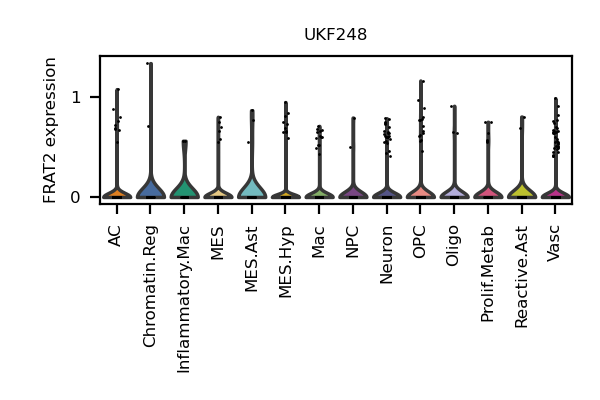 UKF248
FRAT2 expression
1
0
AC
Chromatin.Reg
Inflammatory.Mac
MES
MES.Ast
MES.Hyp
Mac
NPC
Neuron
OPC
Oligo
Prolif.Metab
Reactive.Ast
Vasc